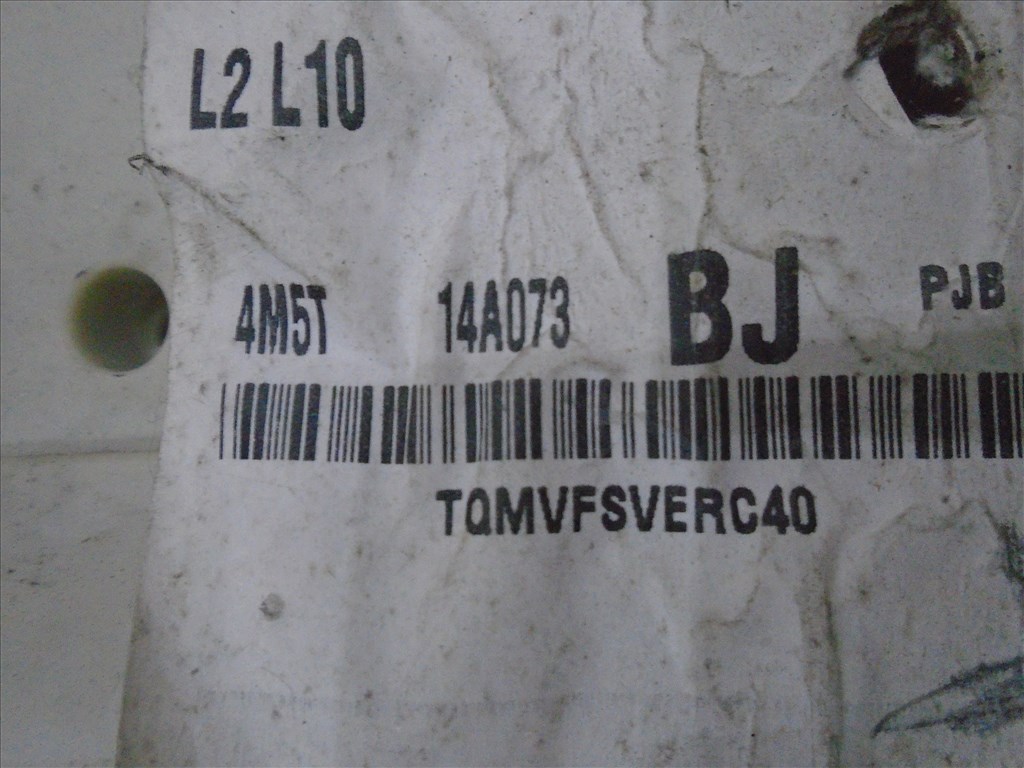 L2 L10
4M5T 14A073 BJ PJB
TQMVFSVERC40